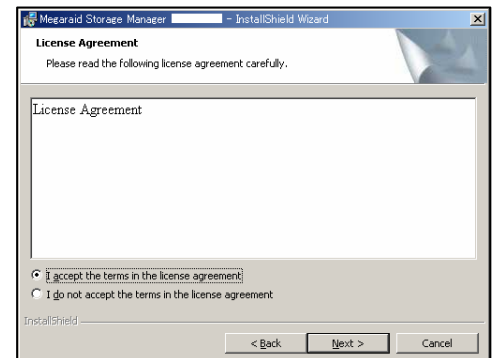 Megaraid Storage Manager - InstallShield Wizard
License Agreement
Please read the following license agreement carefully.
License Agreement
I accept the terms in the license agreement
I do not accept the terms in the license agreement
InstallShield
< Back Next > Cancel